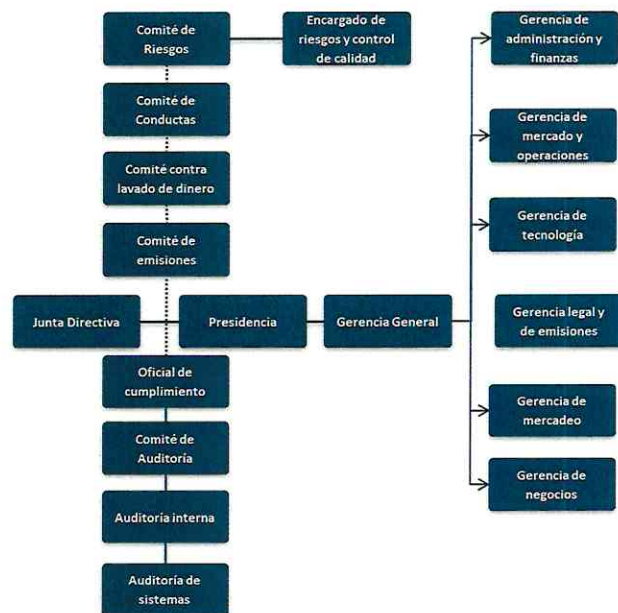 Comité de
Riesgos
Encargado de
riesgos y control
de calidad
Gerencia de
administración y
finanzas
Comité de
Conductas
Gerencia de
mercado y
operaciones
Comité contra
lavado de dinero
Comité de
emisiones
Gerencia de
tecnología
Junta Directiva
Presidencia
Gerencia General
Gerencia legal y
de emisiones
Oficial de
cumplimiento
Gerencia de
mercadeo
Comité de
Auditoría
Gerencia de
negocios
Auditoría interna
Auditoría de
sistemas